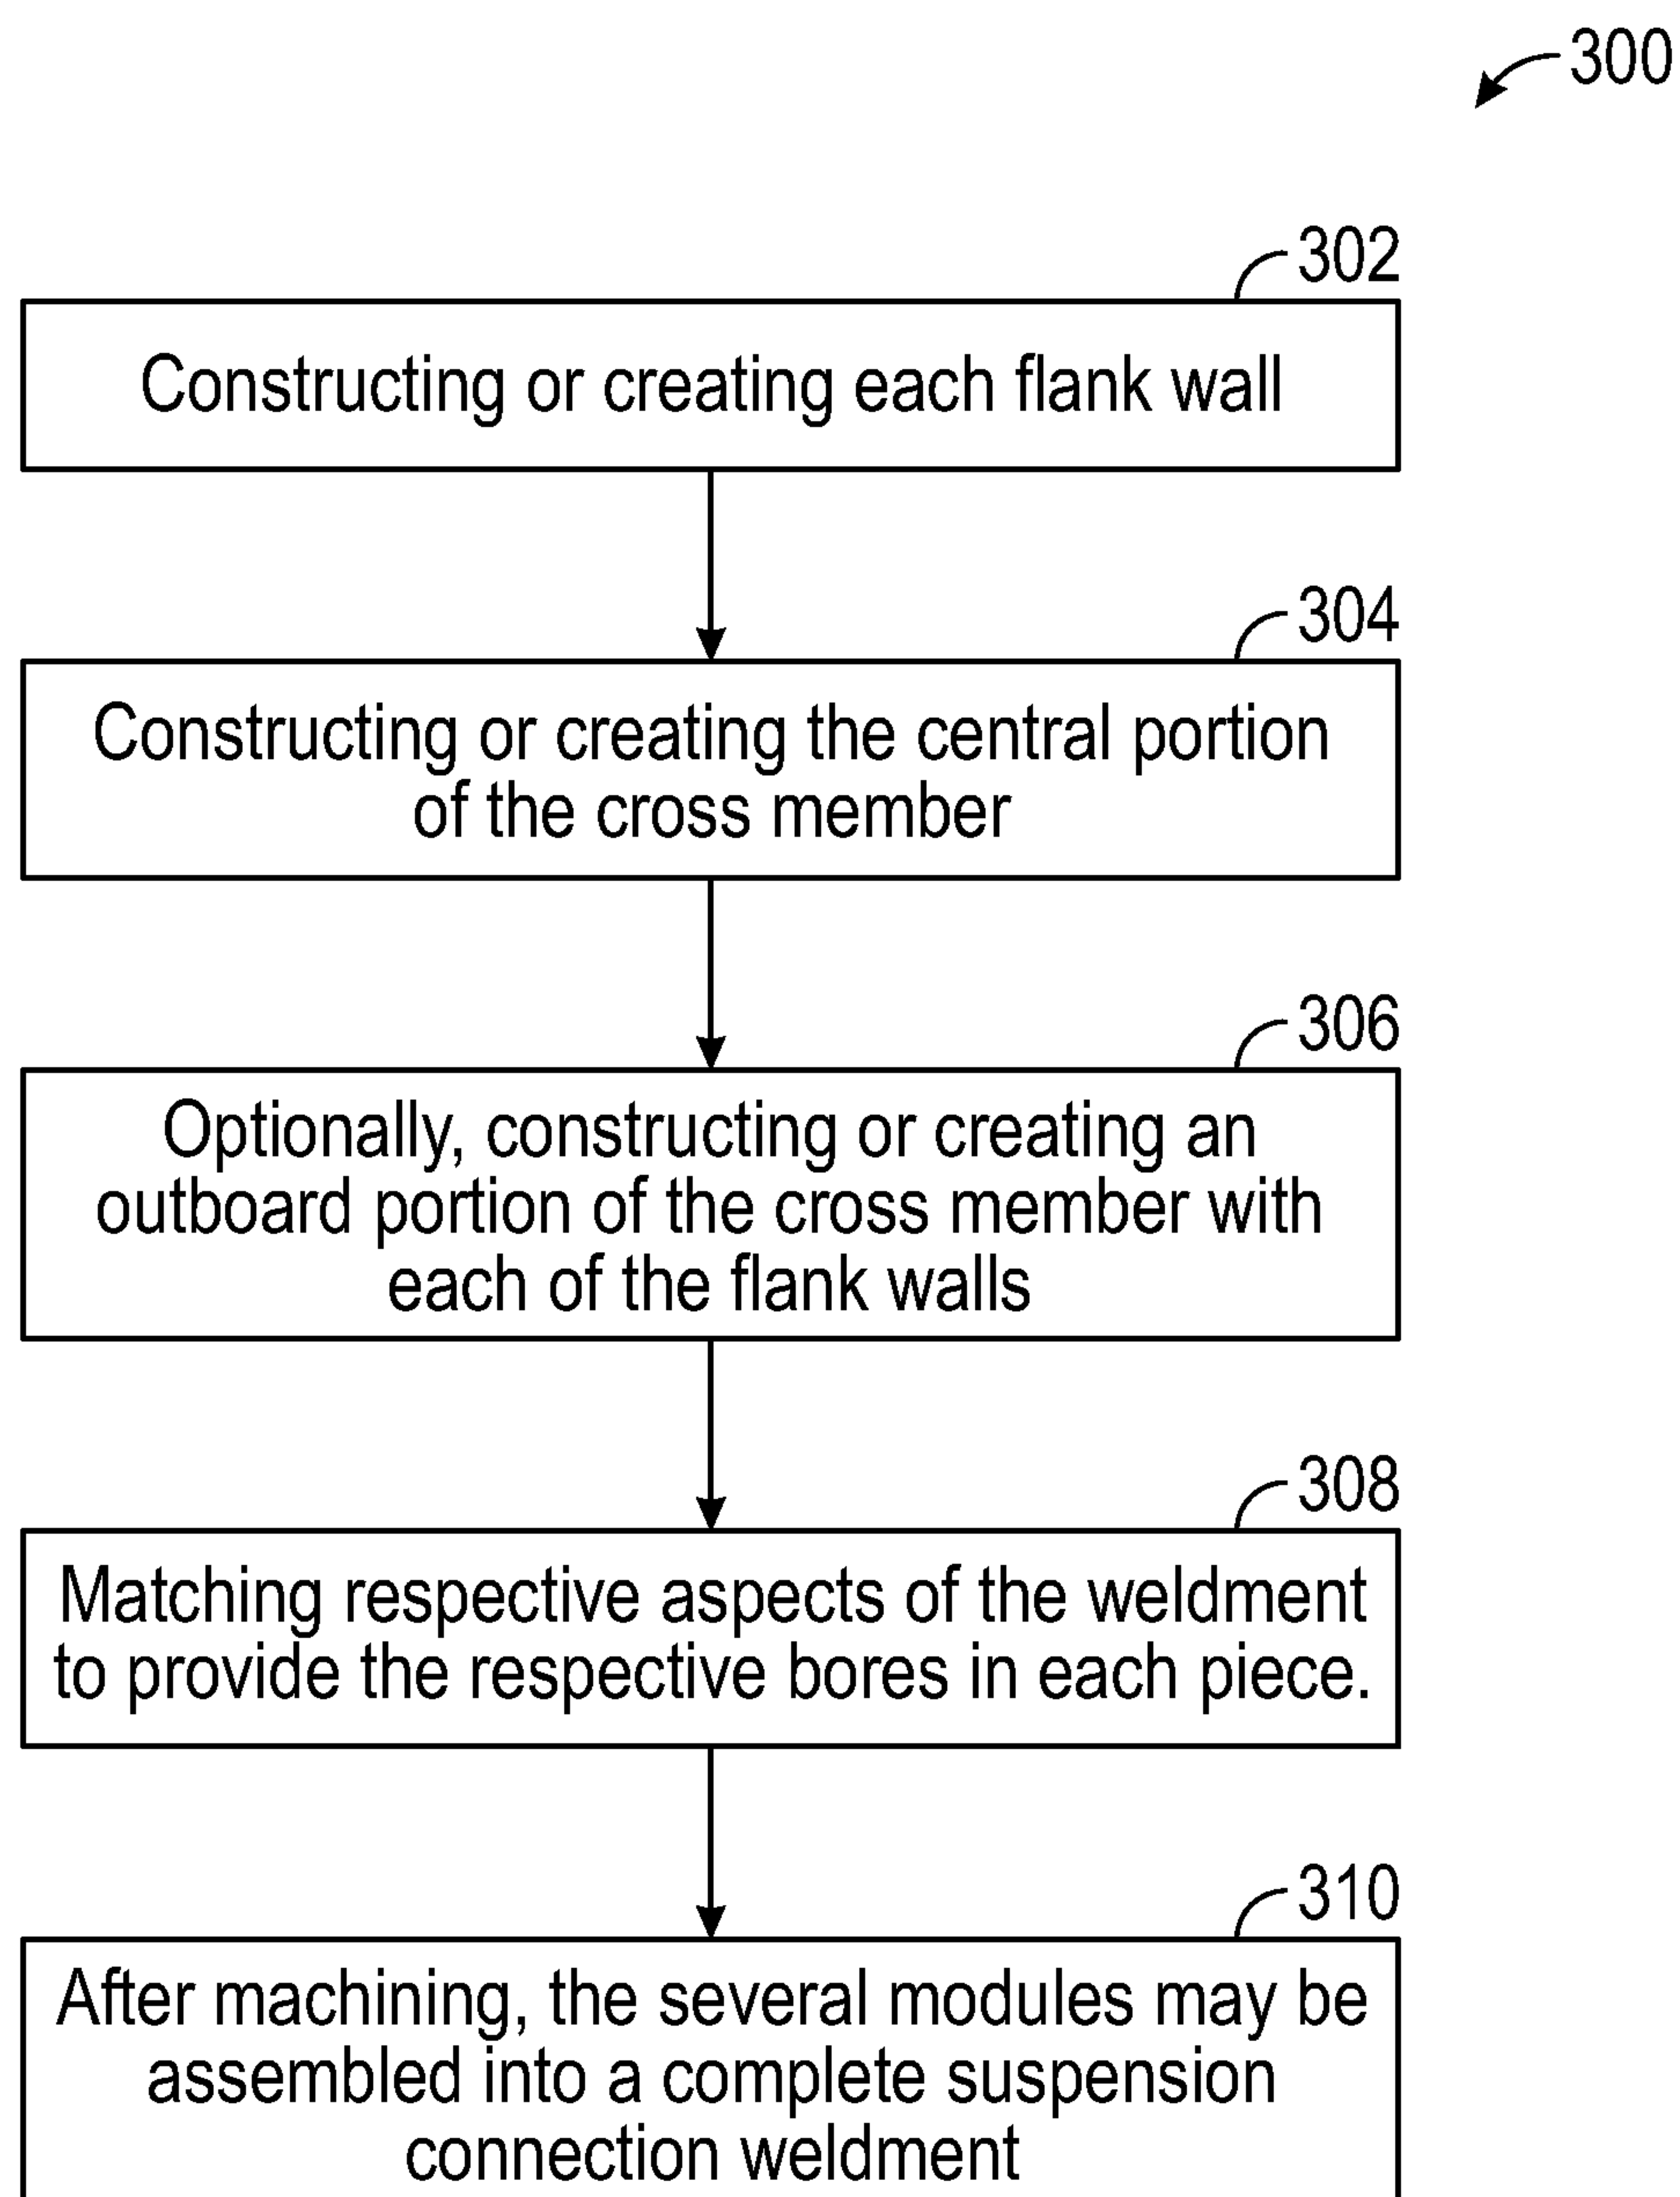 300
302
Constructing or creating each flank wall
304
Constructing or creating the central portion
of the cross member
306
Optionally, constructing or creating an
outboard portion of the cross member with
each of the flank walls
308
Matching respective aspects of the weldment
to provide the respective bores in each piece.
310
After machining, the several modules may be
assembled into a complete suspension
connection weldment